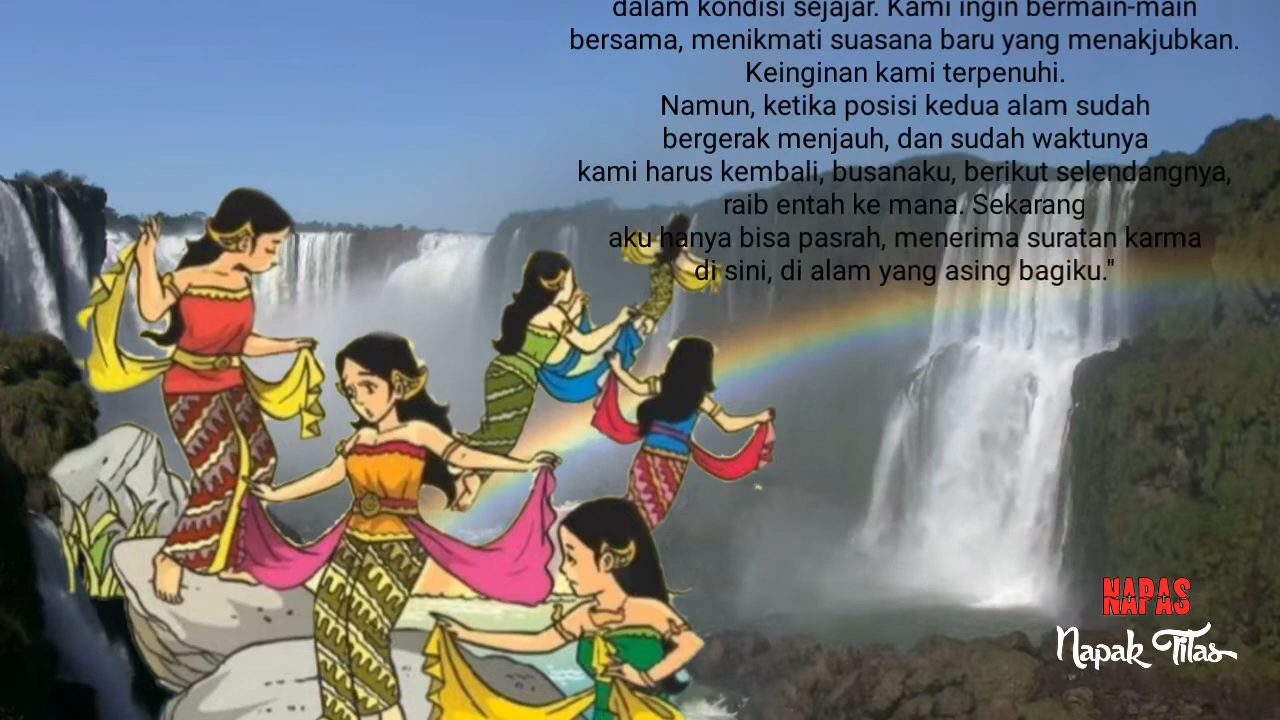 dalam kondisi sejajar. Kami ingin bermain-main
bersama, menikmati suasana baru yang menakjubkan.
Keinginan kami terpenuhi.
Namun, ketika posisi kedua alam sudah
bergerak menjauh, dan sudah waktunya
kami harus kembali, busanaku, berikut selendangnya,
raib entah ke mana. Sekarang
aku hanya bisa pasrah, menerima suratan karma
di sini, di alam yang asing bagiku."
NAPAS
Napak Tilas